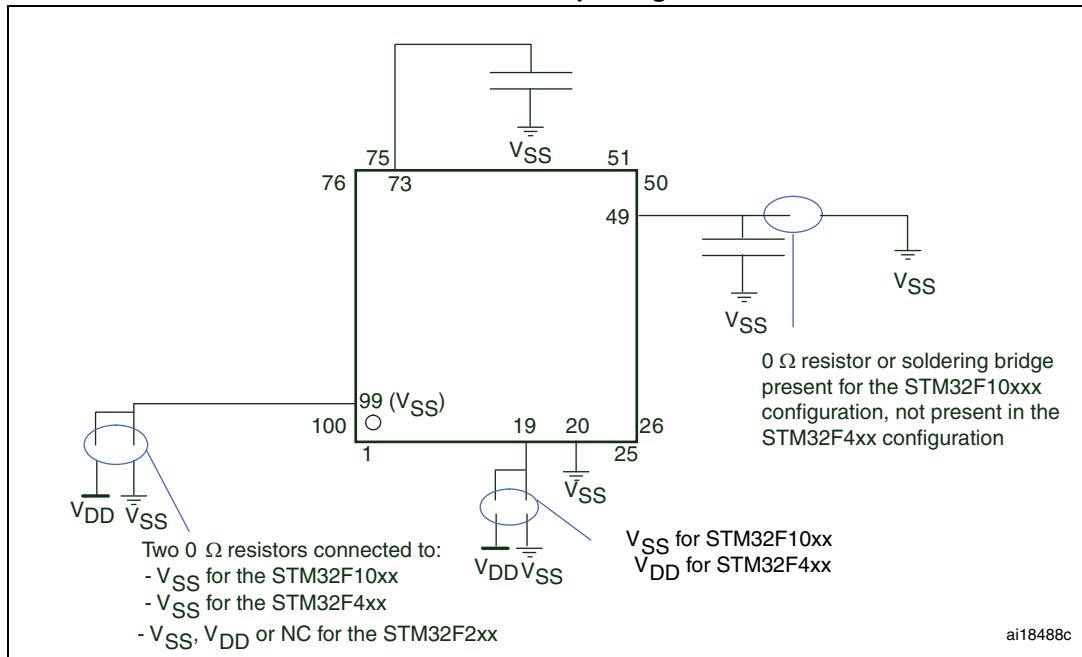 VSS
75 51
76 73 50
49
VSS
VSS
0 Ω resistor or soldering bridge
present for the STM32F10xxx
configuration, not present in the
STM32F4xx configuration
99 (VSS)
100 19 20 26
1 25
VSS
VDD VSS
Two 0 Ω resistors connected to:
- VSS for the STM32F10xx
- VSS for the STM32F4xx
- VSS, VDD or NC for the STM32F2xx
VDD VSS
VSS for STM32F10xx
VDD for STM32F4xx
ai18488c